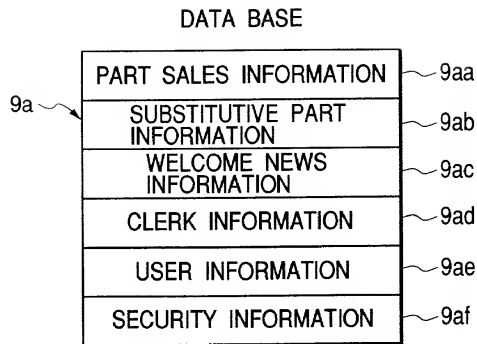 DATA BASE
PART SALES INFORMATION
9aa
9a
SUBSTITUTIVE PART
INFORMATION
9ab
WELCOME NEWS
INFORMATION
9ac
CLERK INFORMATION
9ad
USER INFORMATION
9ae
SECURITY INFORMATION
9af